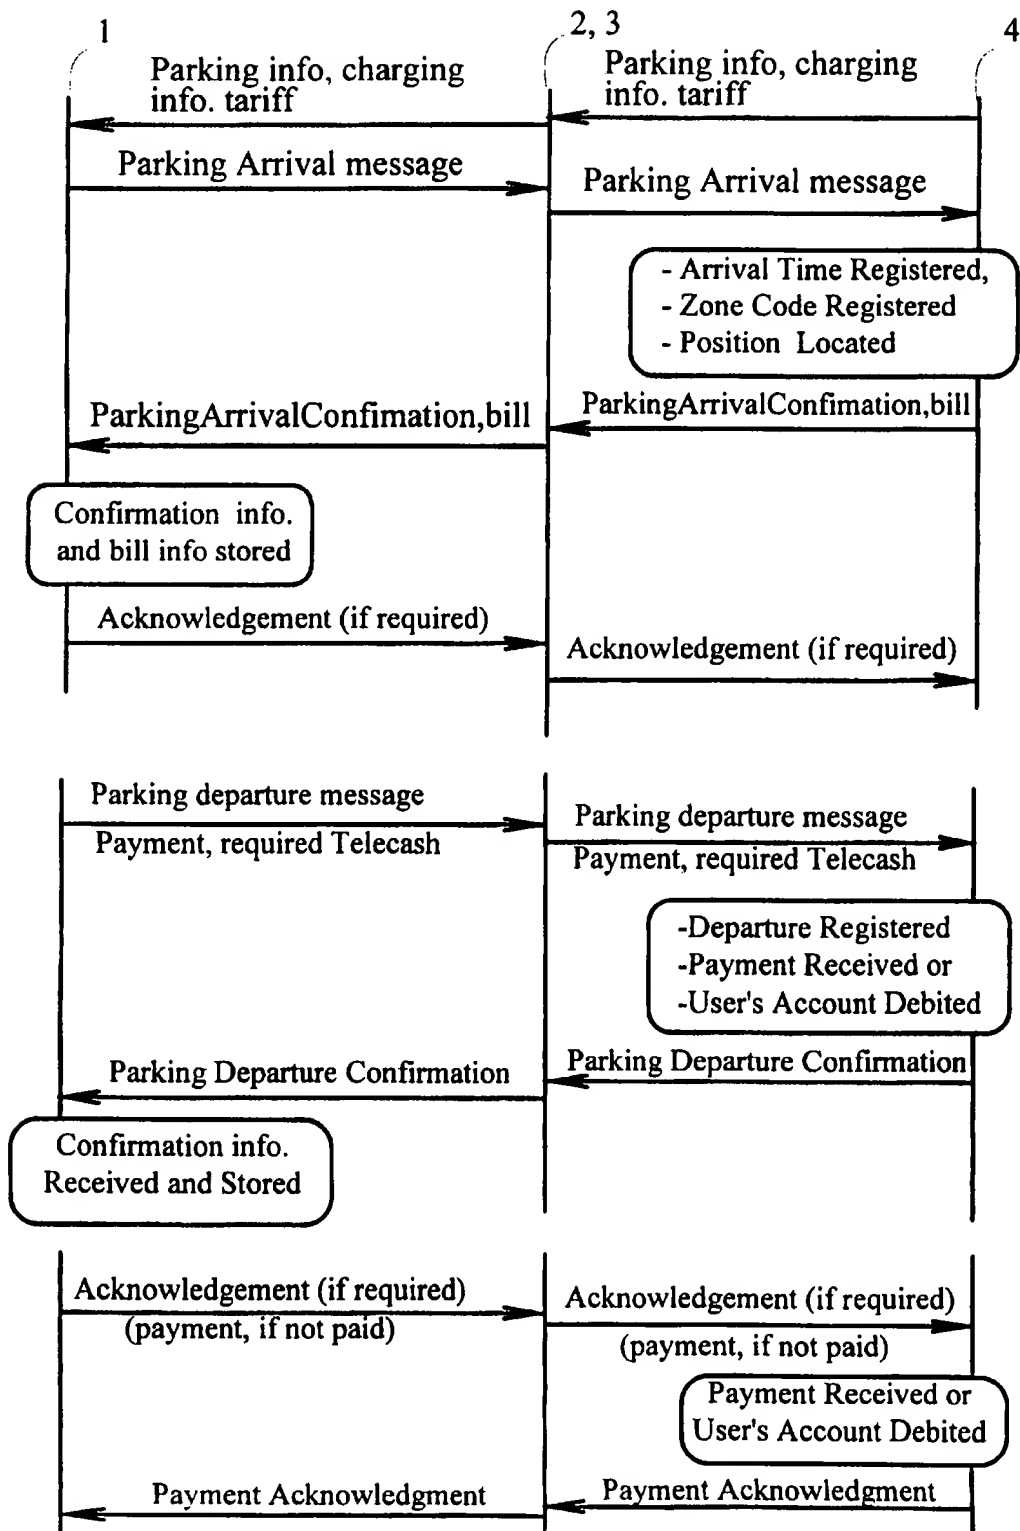 1
2, 3
4
Parking info, charging
info. tariff
Parking info, charging
info. tariff
Parking Arrival message
Parking Arrival message
- Arrival Time Registered,
- Zone Code Registered
- Position Located
ParkingArrivalConfimation,bill
ParkingArrivalConfimation,bill
Confirmation info.
and bill info stored
Acknowledgement (if required)
Acknowledgement (if required)
Parking departure message
Payment, required Telecash
Parking departure message
Payment, required Telecash
-Departure Registered
-Payment Received or
-User's Account Debited
Parking Departure Confirmation
Parking Departure Confirmation
Confirmation info.
Received and Stored
Acknowledgement (if required)
(payment, if not paid)
Acknowledgement (if required)
(payment, if not paid)
Payment Received or
User's Account Debited
Payment Acknowledgment
Payment Acknowledgment